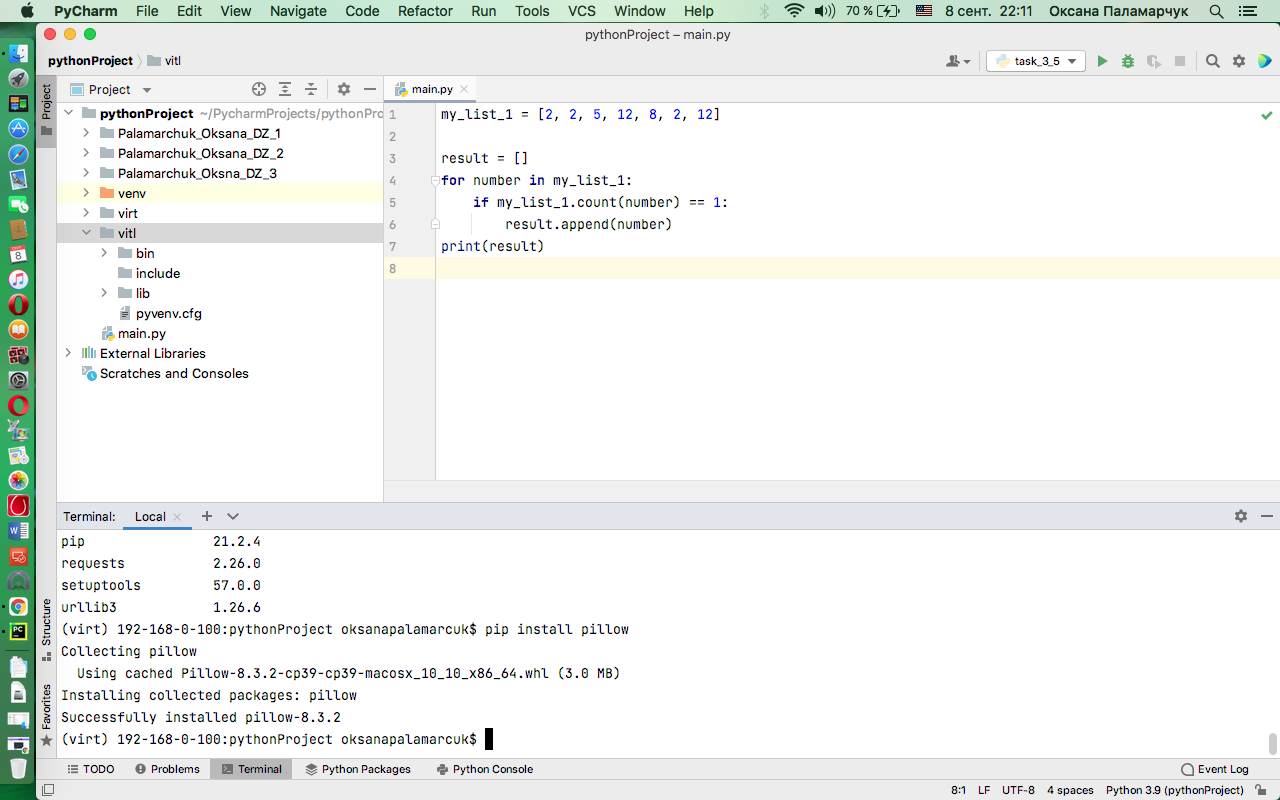 PyCharm File Edit View Navigate Code Refactor Run Tools VCS Window Help 70 % 8 сент. 22:11 Оксана Паламарчук
pythonProject – main.py
pythonProject vitl task_3_5
Project Project main.py
pythonProject ~/PycharmProjects/pythonPro
Palamarchuk_Oksana_DZ_1
Palamarchuk_Oksana_DZ_2
Palamarchuk_Oksna_DZ_3
venv
virt
vitl
bin
include
lib
pyvenv.cfg
main.py
External Libraries
Scratches and Consoles
1 my_list_1 = [2, 2, 5, 12, 8, 2, 12]
2
3 result = []
4 for number in my_list_1:
5 if my_list_1.count(number) == 1:
6 result.append(number)
7 print(result)
8
Terminal: Local
pip 21.2.4
requests 2.26.0
setuptools 57.0.0
urllib3 1.26.6
(virt) 192-168-0-100:pythonProject oksanapalamarcuk$ pip install pillow
Collecting pillow
Using cached Pillow-8.3.2-cp39-cp39-macosx_10_10_x86_64.whl (3.0 MB)
Installing collected packages: pillow
Successfully installed pillow-8.3.2
(virt) 192-168-0-100:pythonProject oksanapalamarcuk$
Structure
Favorites
TODO Problems Terminal Python Packages Python Console Event Log
8:1 LF UTF-8 4 spaces Python 3.9 (pythonProject)